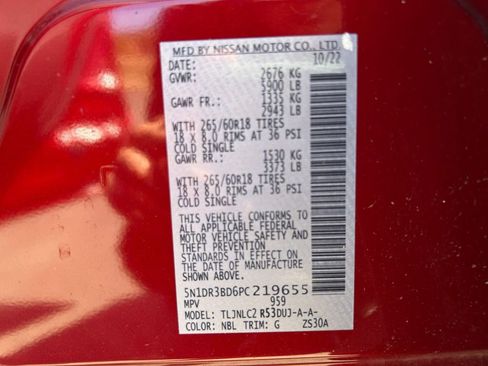 MFD BY NISSAN MOTOR CO., LTD.
DATE: 10/22
GVWR: 2676 KG
5900 LB
GAWR FR.: 1335 KG
2943 LB
WITH 265/60R18 TIRES
18 X 8.0 RIMS AT 36 PSI
COLD SINGLE
GAWR RR.: 1530 KG
3373 LB
WITH 265/60R18 TIRES
18 X 8.0 RIMS AT 36 PSI
COLD SINGLE
THIS VEHICLE CONFORMS TO
ALL APPLICABLE FEDERAL
MOTOR VEHICLE SAFETY AND
THEFT PREVENTION
STANDARDS IN EFFECT ON
THE DATE OF MANUFACTURE
SHOWN ABOVE.
5N1DR3BD6PC219655
MPV 959
MODEL: TLJNLC2 R53DUJ-A-A-
COLOR: NBL TRIM: G ZS30A